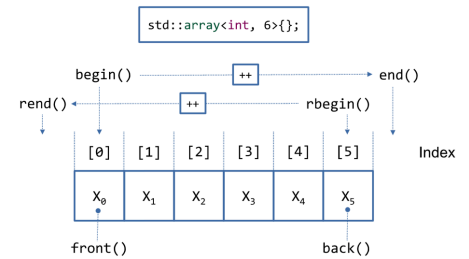 std::array<int, 6>{};
begin() ++ end()
rend() ++ rbegin()
[0] [1] [2] [3] [4] [5] Index
X₀ X₁ X₂ X₃ X₄ X₅
front() back()